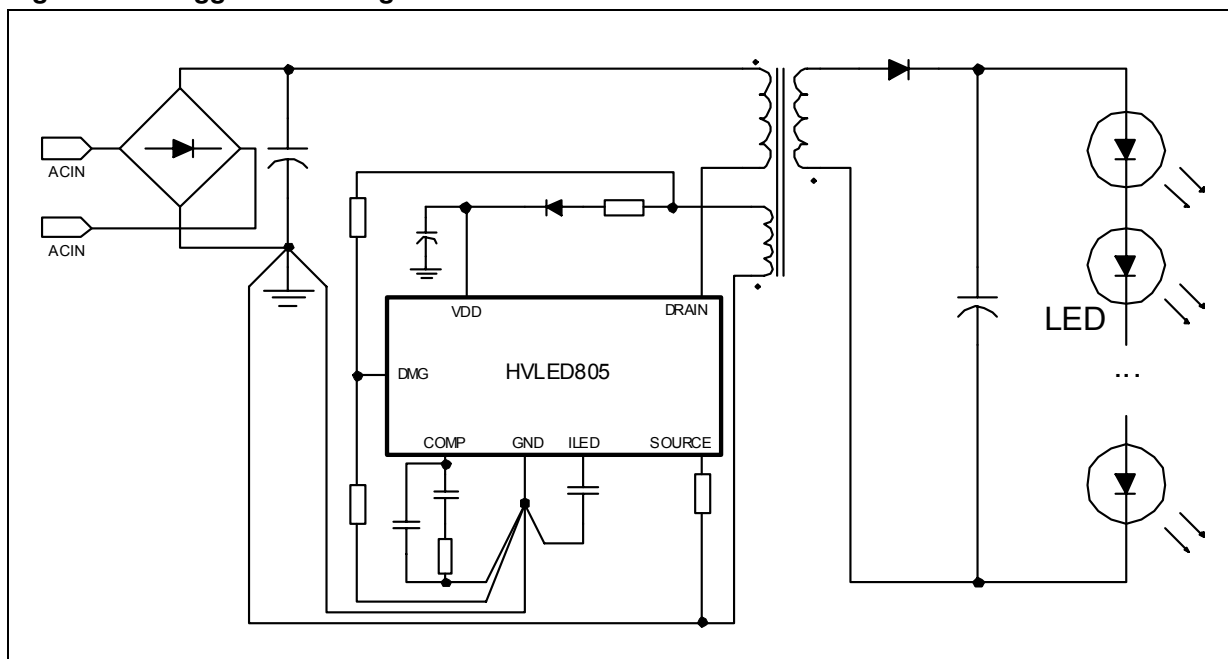 ACIN
ACIN
VDD
DRAIN
DMG
HVLED805
COMP
GND
ILED
SOURCE
LED
...